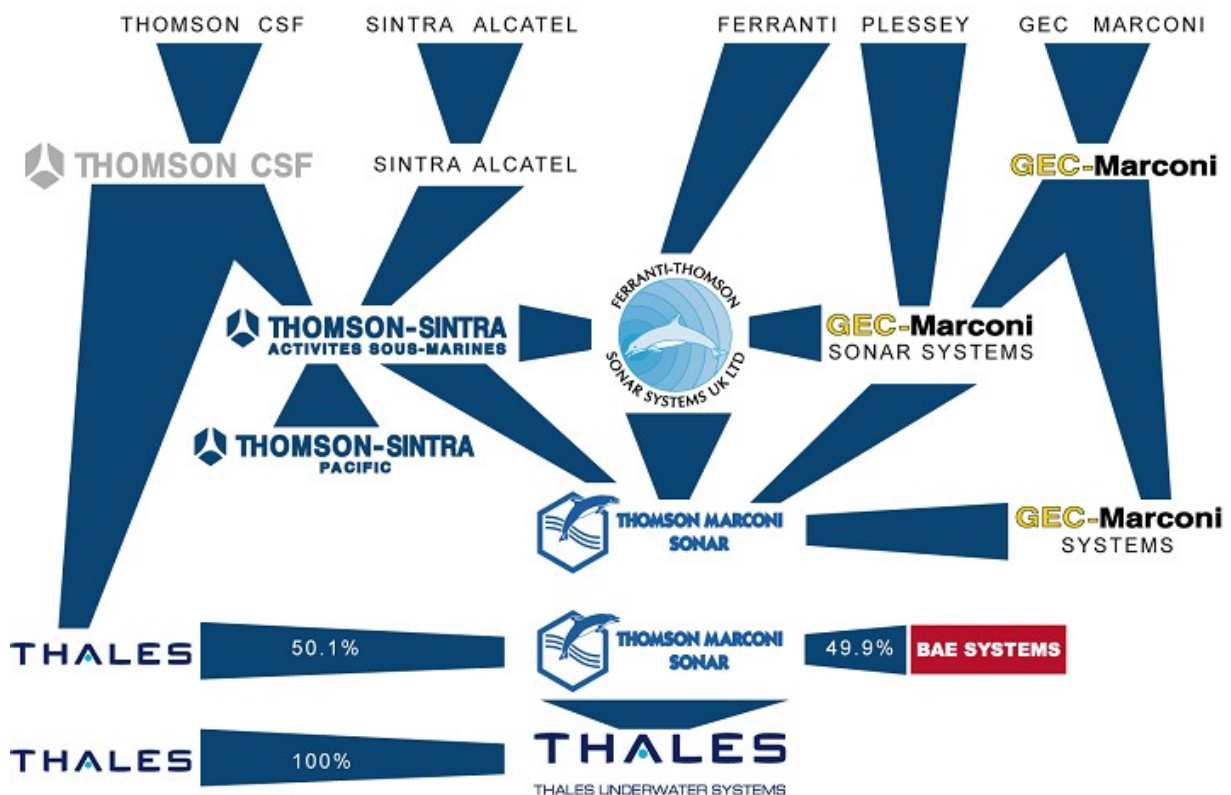 THOMSON CSF
SINTRA ALCATEL
FERRANTI
PLESSEY
GEC MARCONI
THOMSON CSF
SINTRA ALCATEL
GEC-Marconi
FERRANTI-THOMSON
SONAR SYSTEMS UK LTD
THOMSON-SINTRA
ACTIVITES SOUS-MARINES
GEC-Marconi
SONAR SYSTEMS
THOMSON-SINTRA
PACIFIC
THOMSON MARCONI
SONAR
GEC-Marconi
SYSTEMS
THALES
50.1%
THOMSON MARCONI
SONAR
49.9%
BAE SYSTEMS
THALES
100%
THALES
THALES UNDERWATER SYSTEMS